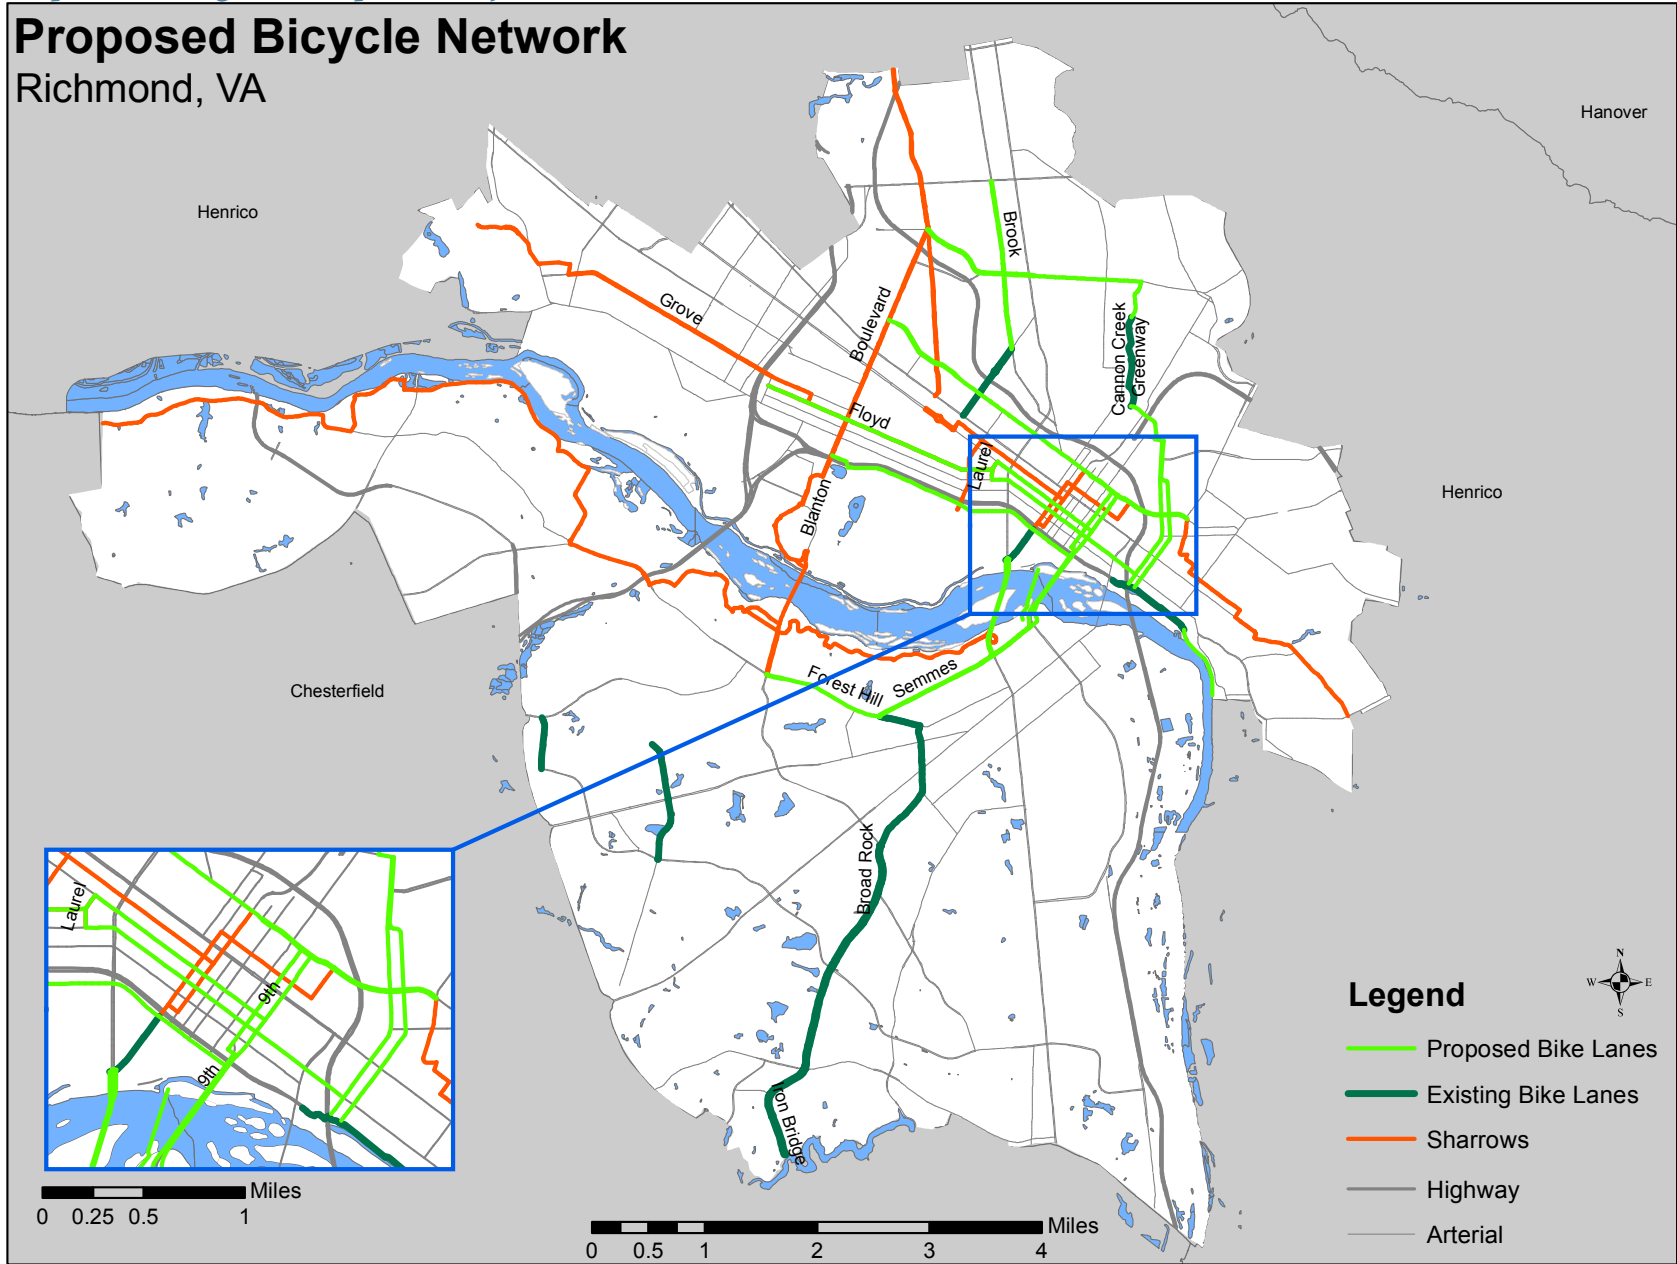 Proposed Bicycle Network
Richmond, VA
Hanover
Henrico
Brook
Grove
Boulevard
Cannon Creek
Greenway
Floyd
Laurel
Henrico
Blanton
Chesterfield
Forest Hill
Semmes
Broad Rock
Iron Bridge
Laurel
9th
9th
Miles
0 0.25 0.5 1
Miles
0 0.5 1 2 3 4
N
W E
S
Legend
Proposed Bike Lanes
Existing Bike Lanes
Sharrows
Highway
Arterial